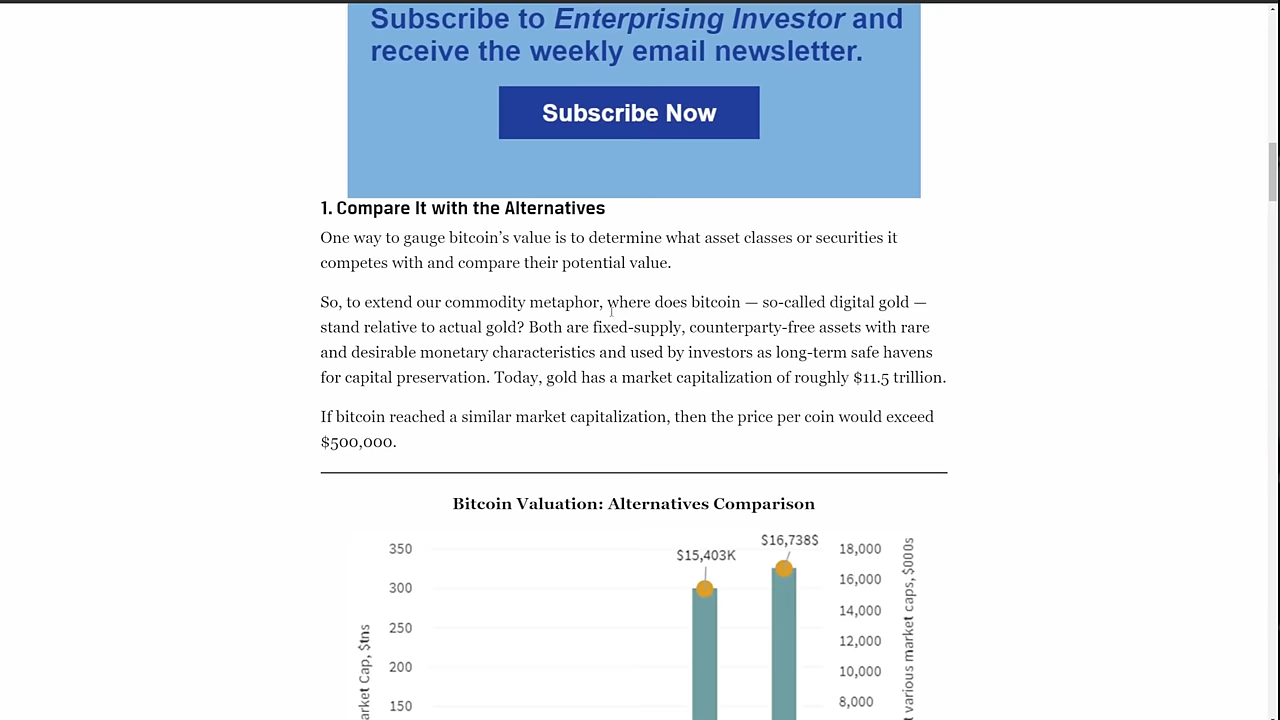 Subscribe to Enterprising Investor and
receive the weekly email newsletter.
Subscribe Now
1. Compare It with the Alternatives
One way to gauge bitcoin’s value is to determine what asset classes or securities it
competes with and compare their potential value.
So, to extend our commodity metaphor, where does bitcoin — so-called digital gold —
stand relative to actual gold? Both are fixed-supply, counterparty-free assets with rare
and desirable monetary characteristics and used by investors as long-term safe havens
for capital preservation. Today, gold has a market capitalization of roughly $11.5 trillion.
If bitcoin reached a similar market capitalization, then the price per coin would exceed
$500,000.
Bitcoin Valuation: Alternatives Comparison
$16,738$
350
$15,403K
18,000
300
16,000
250
14,000
12,000
200
10,000
150
8,000
arket Cap, $tns
t various market caps, $000s